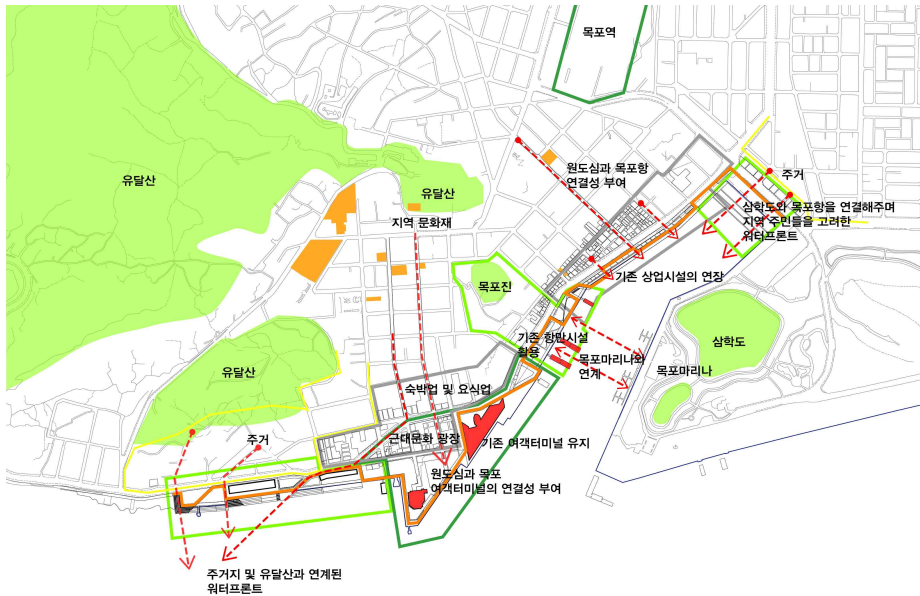 목포역
원도심과 목포항
연결성 부여
주거
유달산
유달산
지역 문화재
삼학도와 목포항을 연결해주며
지역 주민들을 고려한
워터프론트
기존 상업시설의 연장
목포진
기존 항만시설
활용
목포마리나와
연계
삼학도
목포마리나
유달산
숙박업 및 요식업
주거
근대문화 광장
기존 여객터미널 유지
원도심과 목포
여객터미널의 연결성 부여
주거지 및 유달산과 연계된
워터프론트